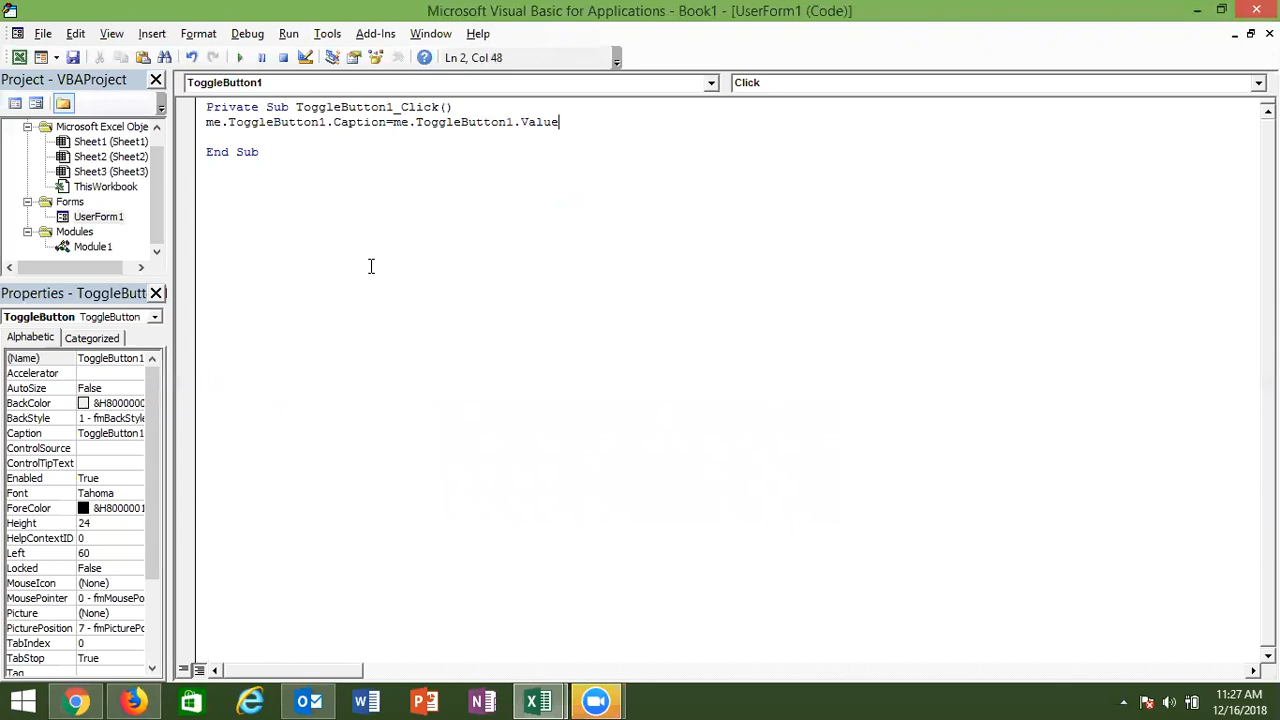 Microsoft Visual Basic for Applications - Book1 - [UserForm1 (Code)]
File Edit View Insert Format Debug Run Tools Add-Ins Window Help
Ln 2, Col 48
Project - VBAProject
ToggleButton1
Click
Private Sub ToggleButton1_Click()
me.ToggleButton1.Caption=me.ToggleButton1.Value
End Sub
Microsoft Excel Obje
Sheet1 (Sheet1)
Sheet2 (Sheet2)
Sheet3 (Sheet3)
ThisWorkbook
Forms
UserForm1
Modules
Module1
Properties - ToggleButt
ToggleButton ToggleButton
Alphabetic Categorized
(Name) ToggleButton1
Accelerator
AutoSize False
BackColor &H8000000
BackStyle 1 - fmBackStyle
Caption ToggleButton1
ControlSource
ControlTipText
Enabled True
Font Tahoma
ForeColor &H8000001
Height 24
HelpContextID 0
Left 60
Locked False
MouseIcon (None)
MousePointer 0 - fmMousePo
Picture (None)
PicturePosition 7 - fmPicturePo
TabIndex 0
TabStop True
Tag
11:27 AM
12/16/2018